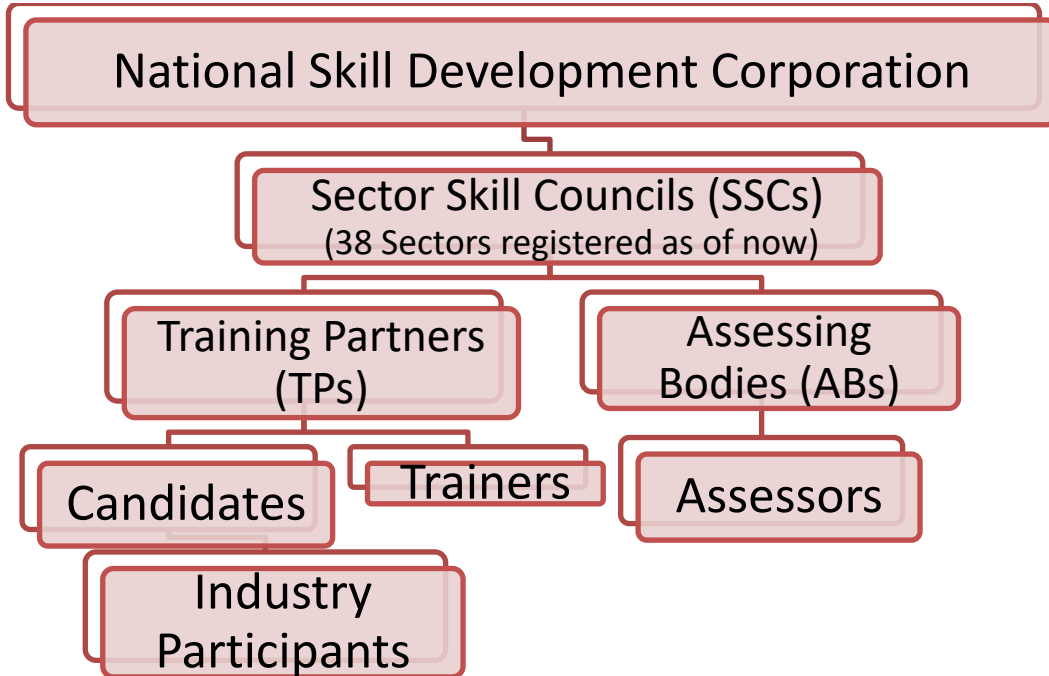 National Skill Development Corporation
Sector Skill Councils (SSCs)
(38 Sectors registered as of now)
Training Partners
(TPs)
Assessing
Bodies (ABs)
Candidates
Trainers
Assessors
Industry
Participants